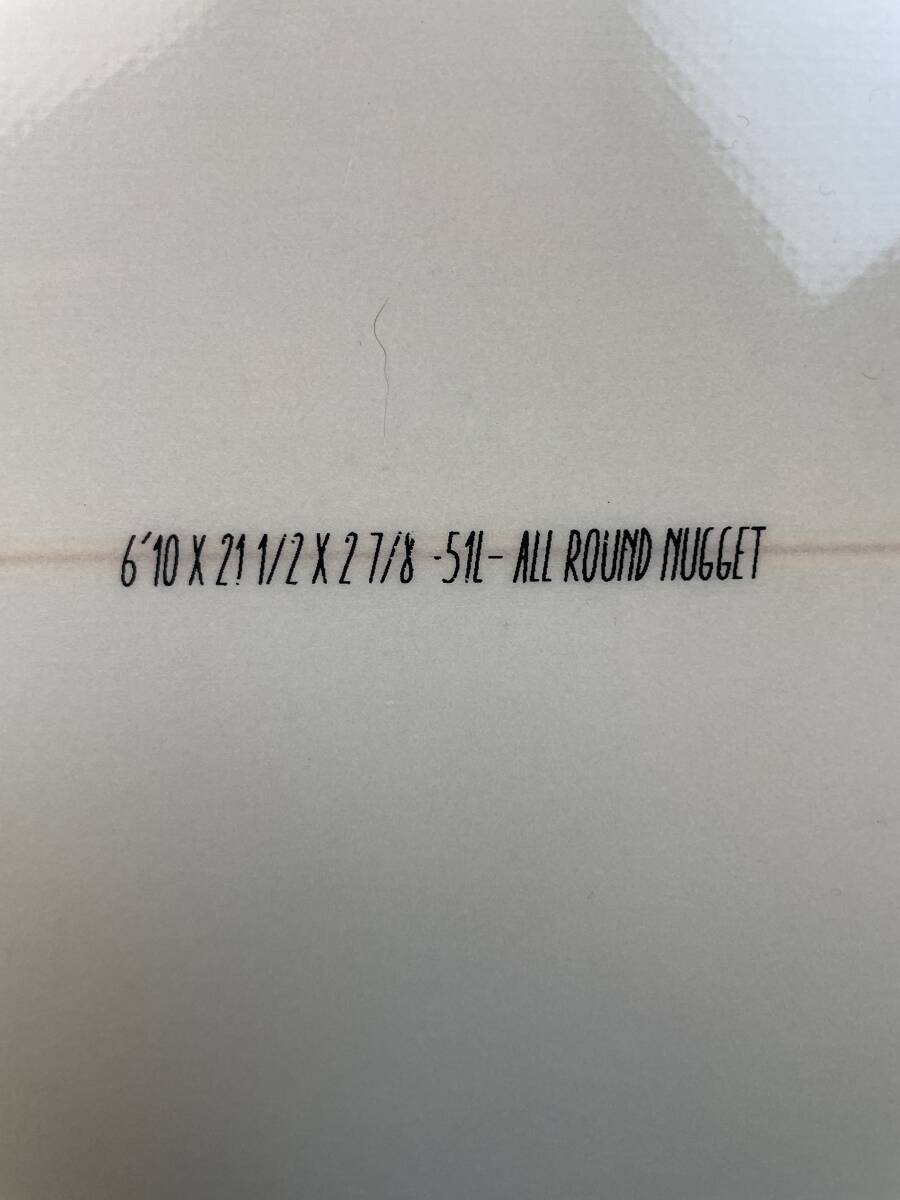 6'10 X 21 1/2 X 2 7/8 -51L- ALL ROUND NUGGET